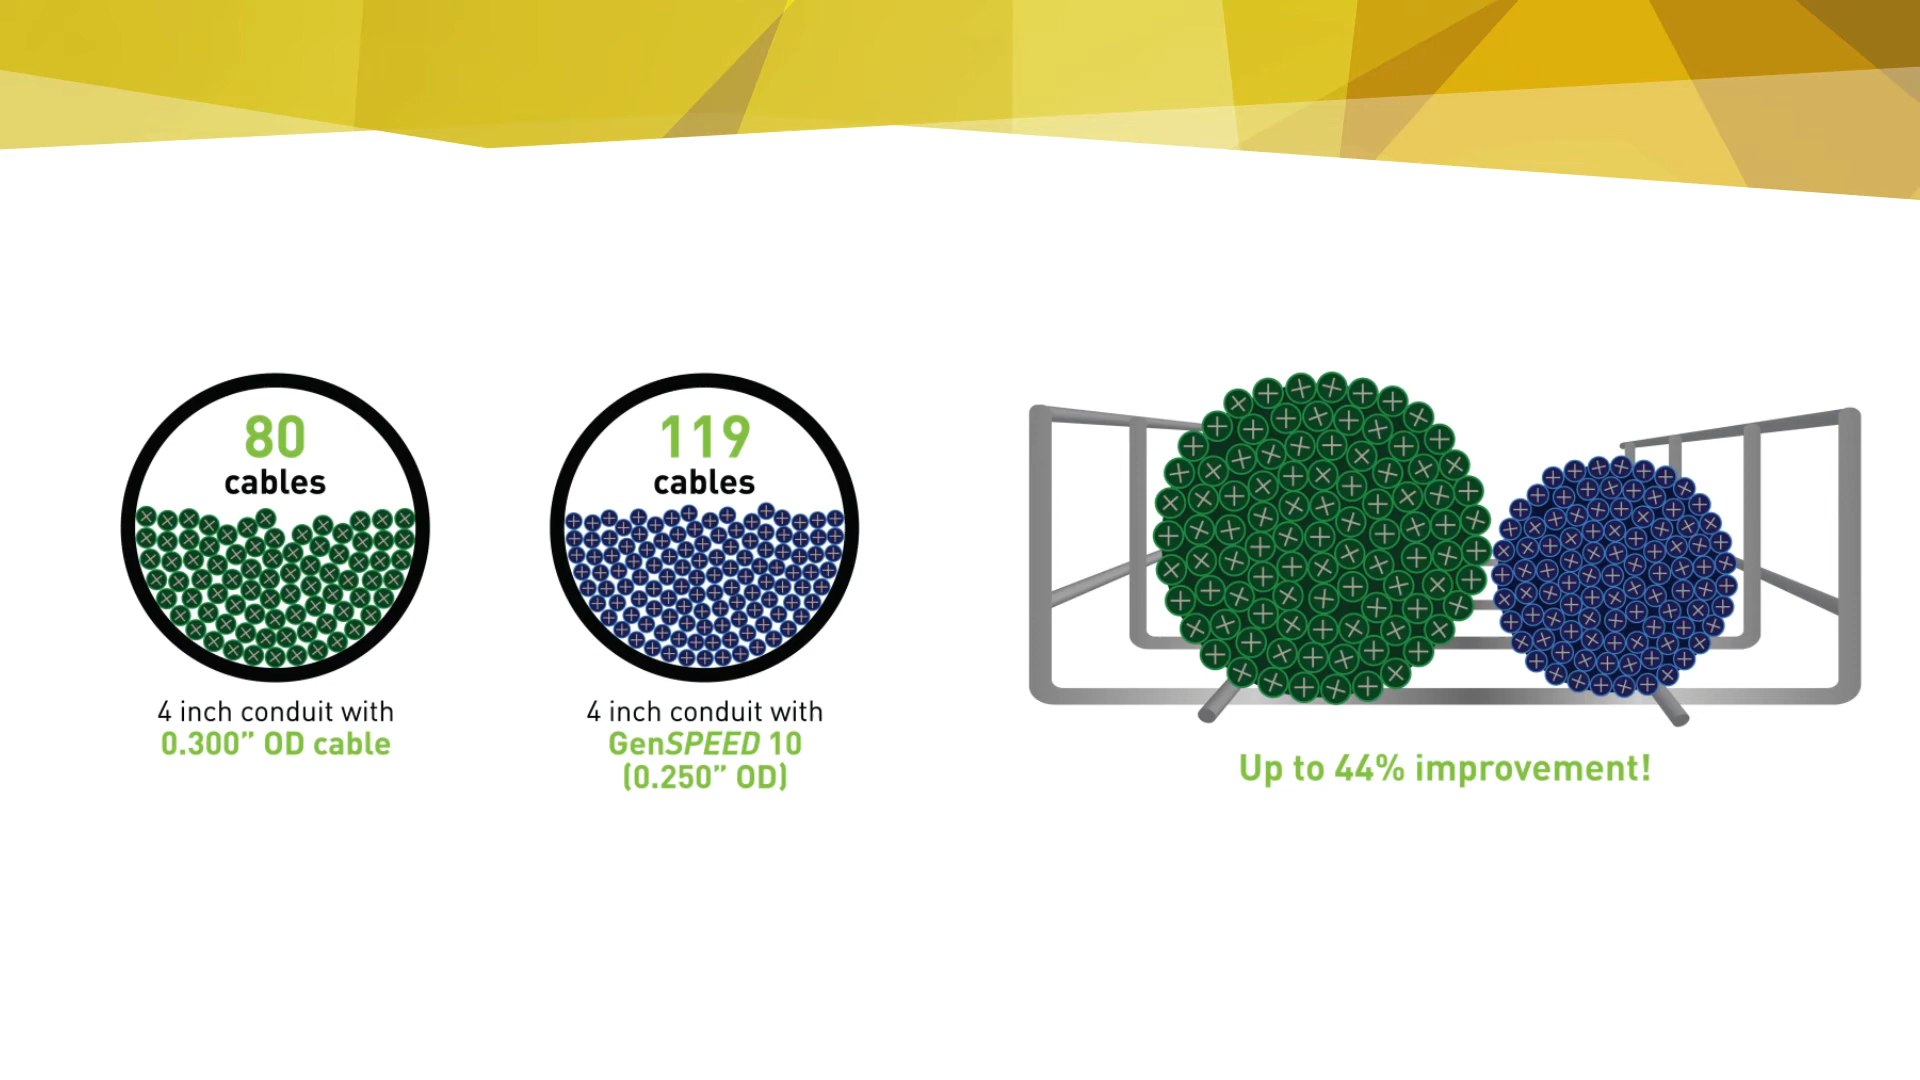 80
cables
4 inch conduit with
0.300” OD cable
119
cables
4 inch conduit with
GenSPEED 10
(0.250” OD)
Up to 44% improvement!